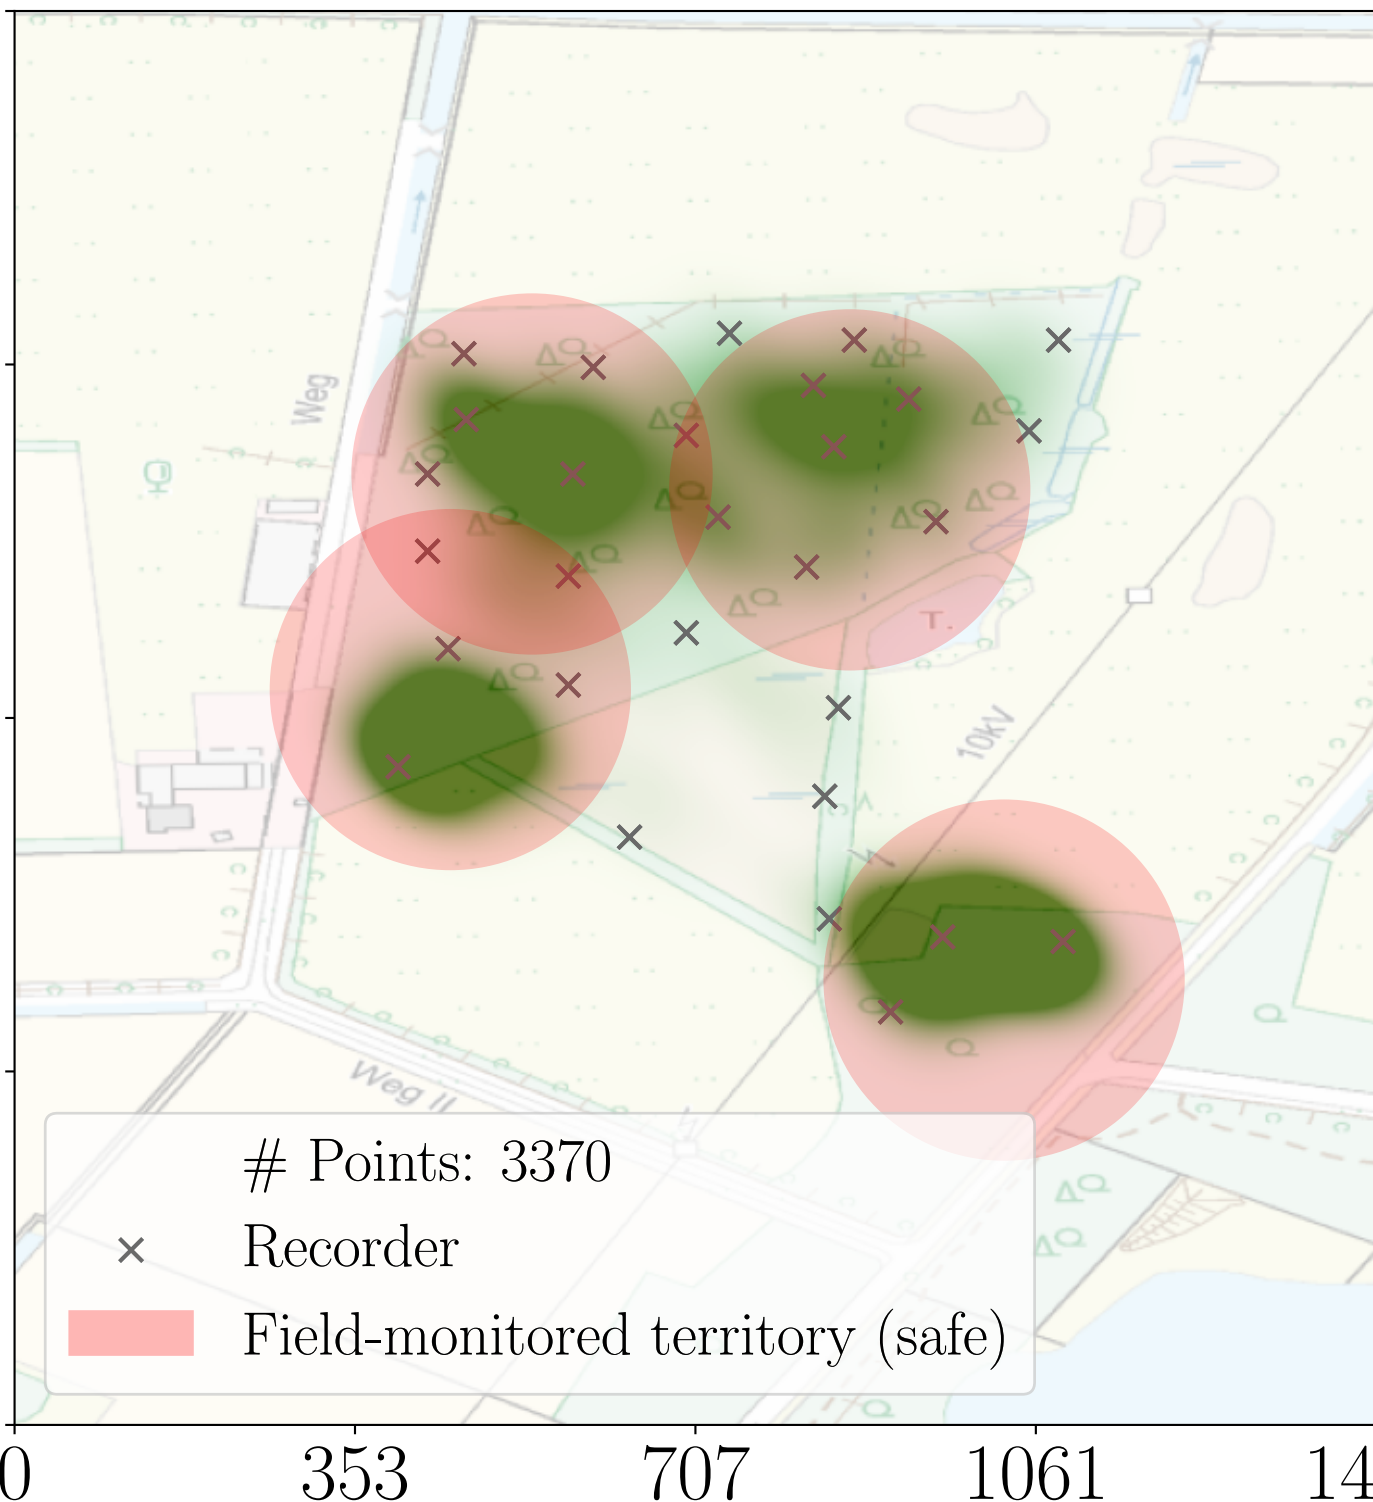 Weg
T.
10kV
Weg II
# Points: 3370
Recorder
Field-monitored territory (safe)
0
353
707
1061
14